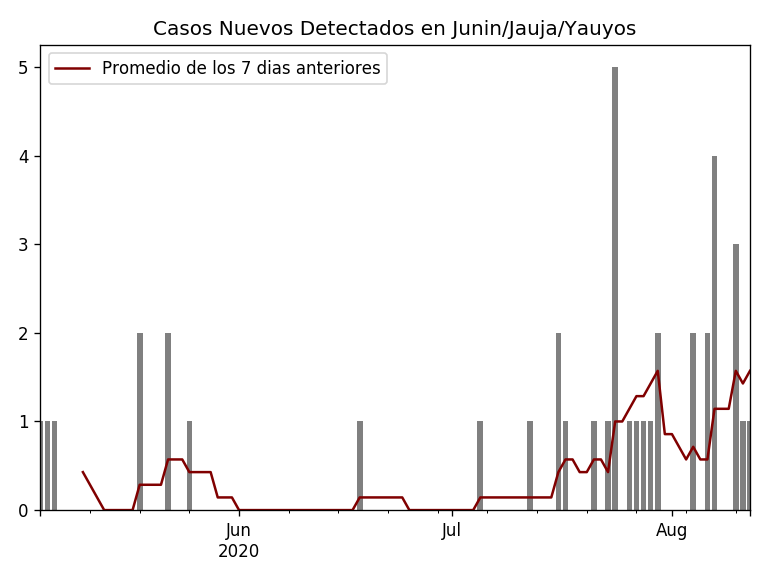 Casos Nuevos Detectados en Junin/Jauja/Yauyos
Promedio de los 7 dias anteriores
5
4
3
2
1
0
Jun
2020
Jul
Aug